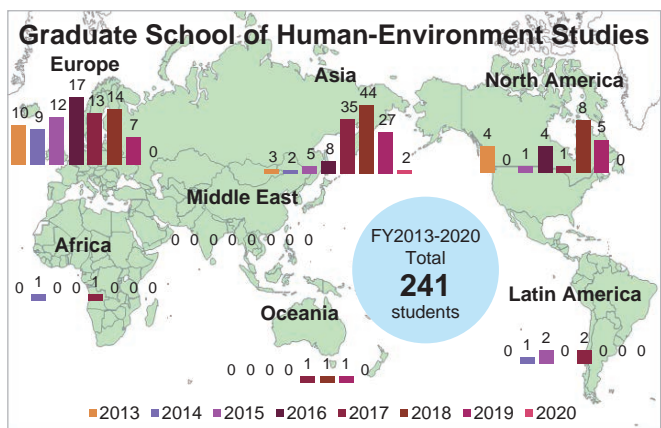 Graduate School of Human-Environment Studies
Europe
10 9 12 17 13 14 7 0
Asia
3 2 5 8 35 44 27 2
North America
4 0 1 4 1 8 5 0
Middle East
0 0 0 0 0 0 0 0
Africa
0 1 0 0 1 0 0 0
FY2013-2020
Total
241
students
Oceania
0 0 0 0 1 1 1 0
Latin America
0 1 2 0 2 0 0 0
2013 2014 2015 2016 2017 2018 2019 2020